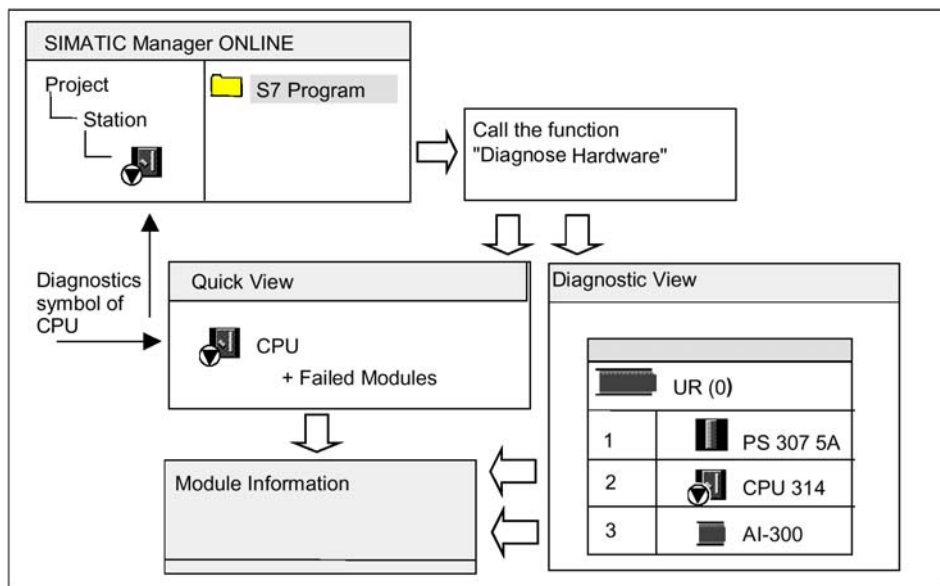 SIMATIC Manager ONLINE
Project
Station
S7 Program
Call the function
"Diagnose Hardware"
Diagnostics
symbol of
CPU
Quick View
CPU
+ Failed Modules
Diagnostic View
UR (0)
1 PS 307 5A
2 CPU 314
3 AI-300
Module Information